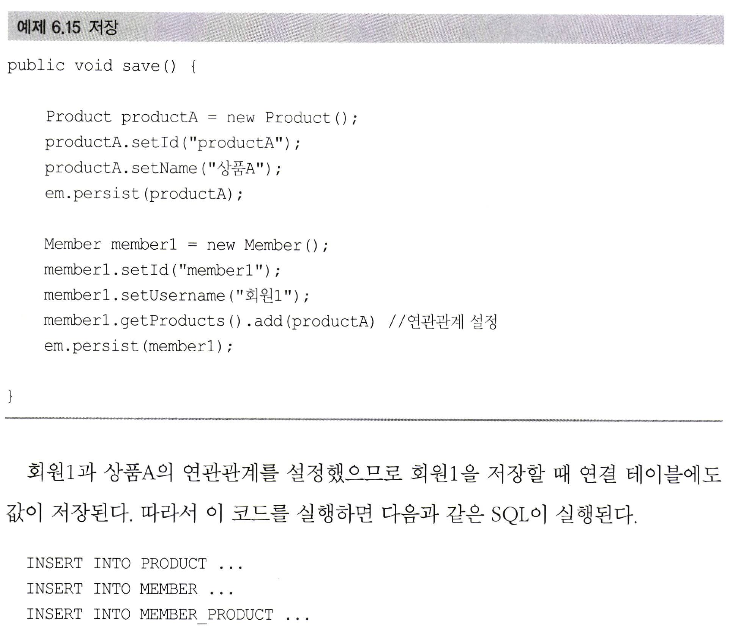 예제 6.15 저장
public void save() {
Product productA = new Product();
productA.setId("productA");
productA.setName("상품A");
em.persist(productA);
Member member1 = new Member();
member1.setId("member1");
member1.setUsername("회원1");
member1.getProducts().add(productA) //연관관계 설정
em.persist(member1);
}
회원1과 상품A의 연관관계를 설정했으므로 회원1을 저장할 때 연결 테이블에도
값이 저장된다. 따라서 이 코드를 실행하면 다음과 같은 SQL이 실행된다.
INSERT INTO PRODUCT ...
INSERT INTO MEMBER ...
INSERT INTO MEMBER_PRODUCT ...